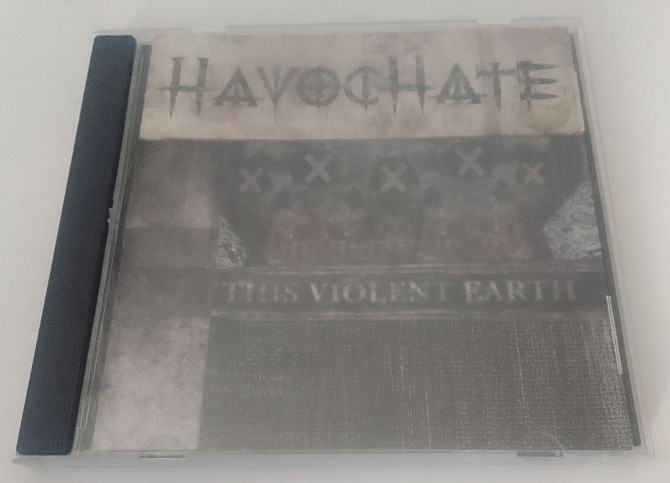 HAVOCHATE
X X X X X
THIS VIOLENT EARTH